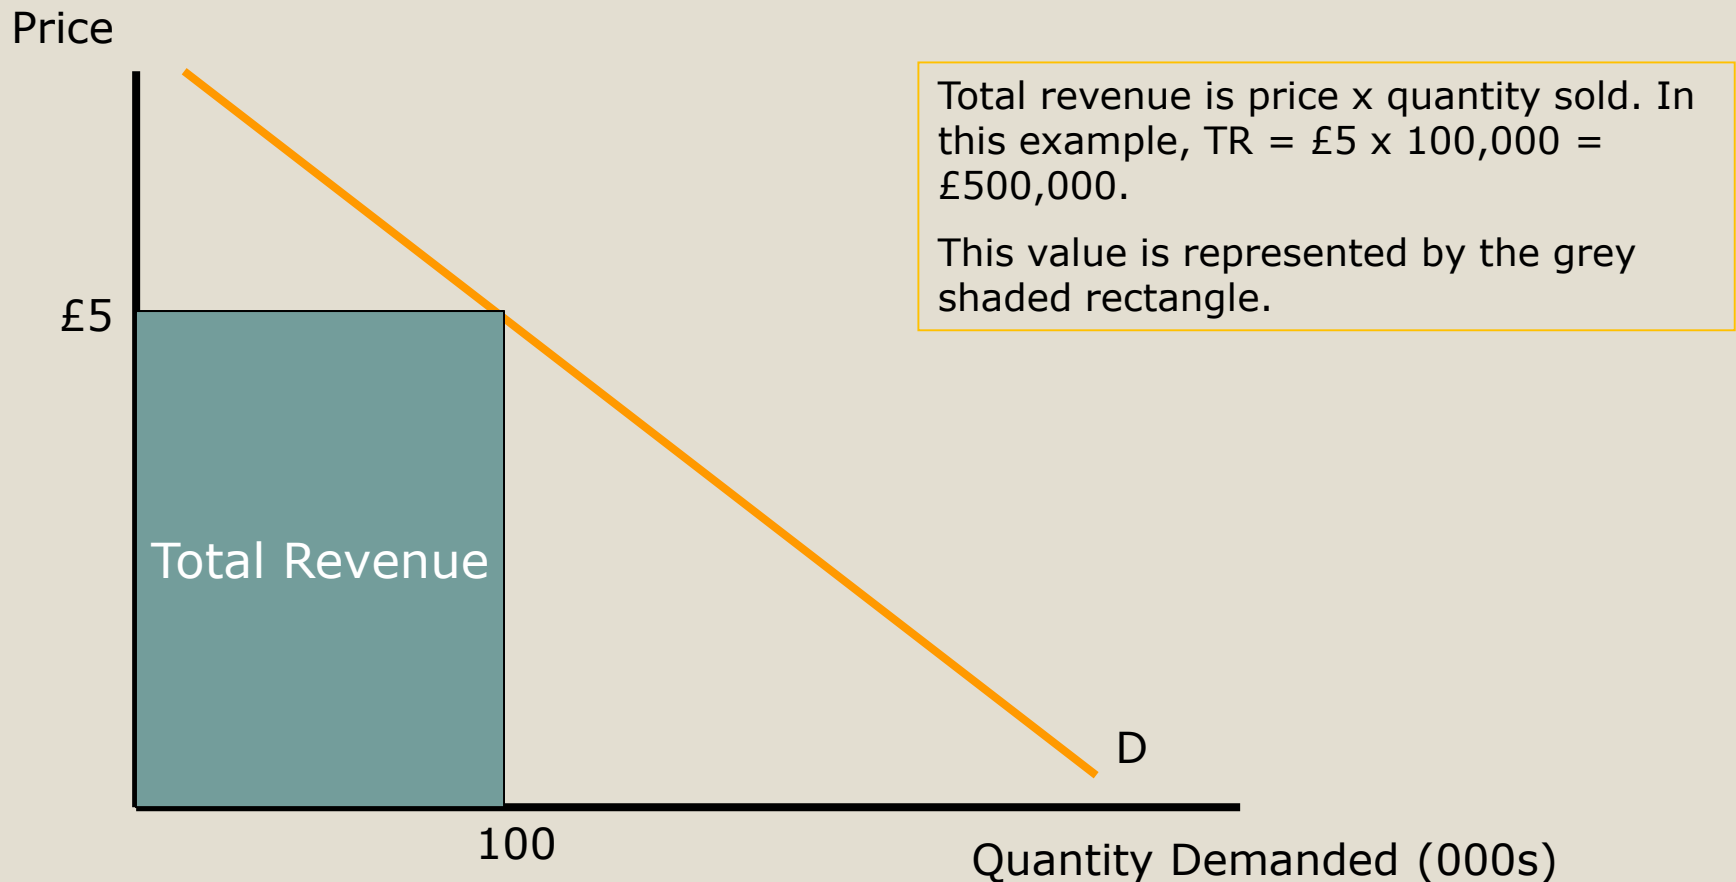 Price
Total revenue is price x quantity sold. In
this example, TR = £5 x 100,000 =
£500,000.
This value is represented by the grey
shaded rectangle.
£5
Total Revenue
D
100
Quantity Demanded (000s)